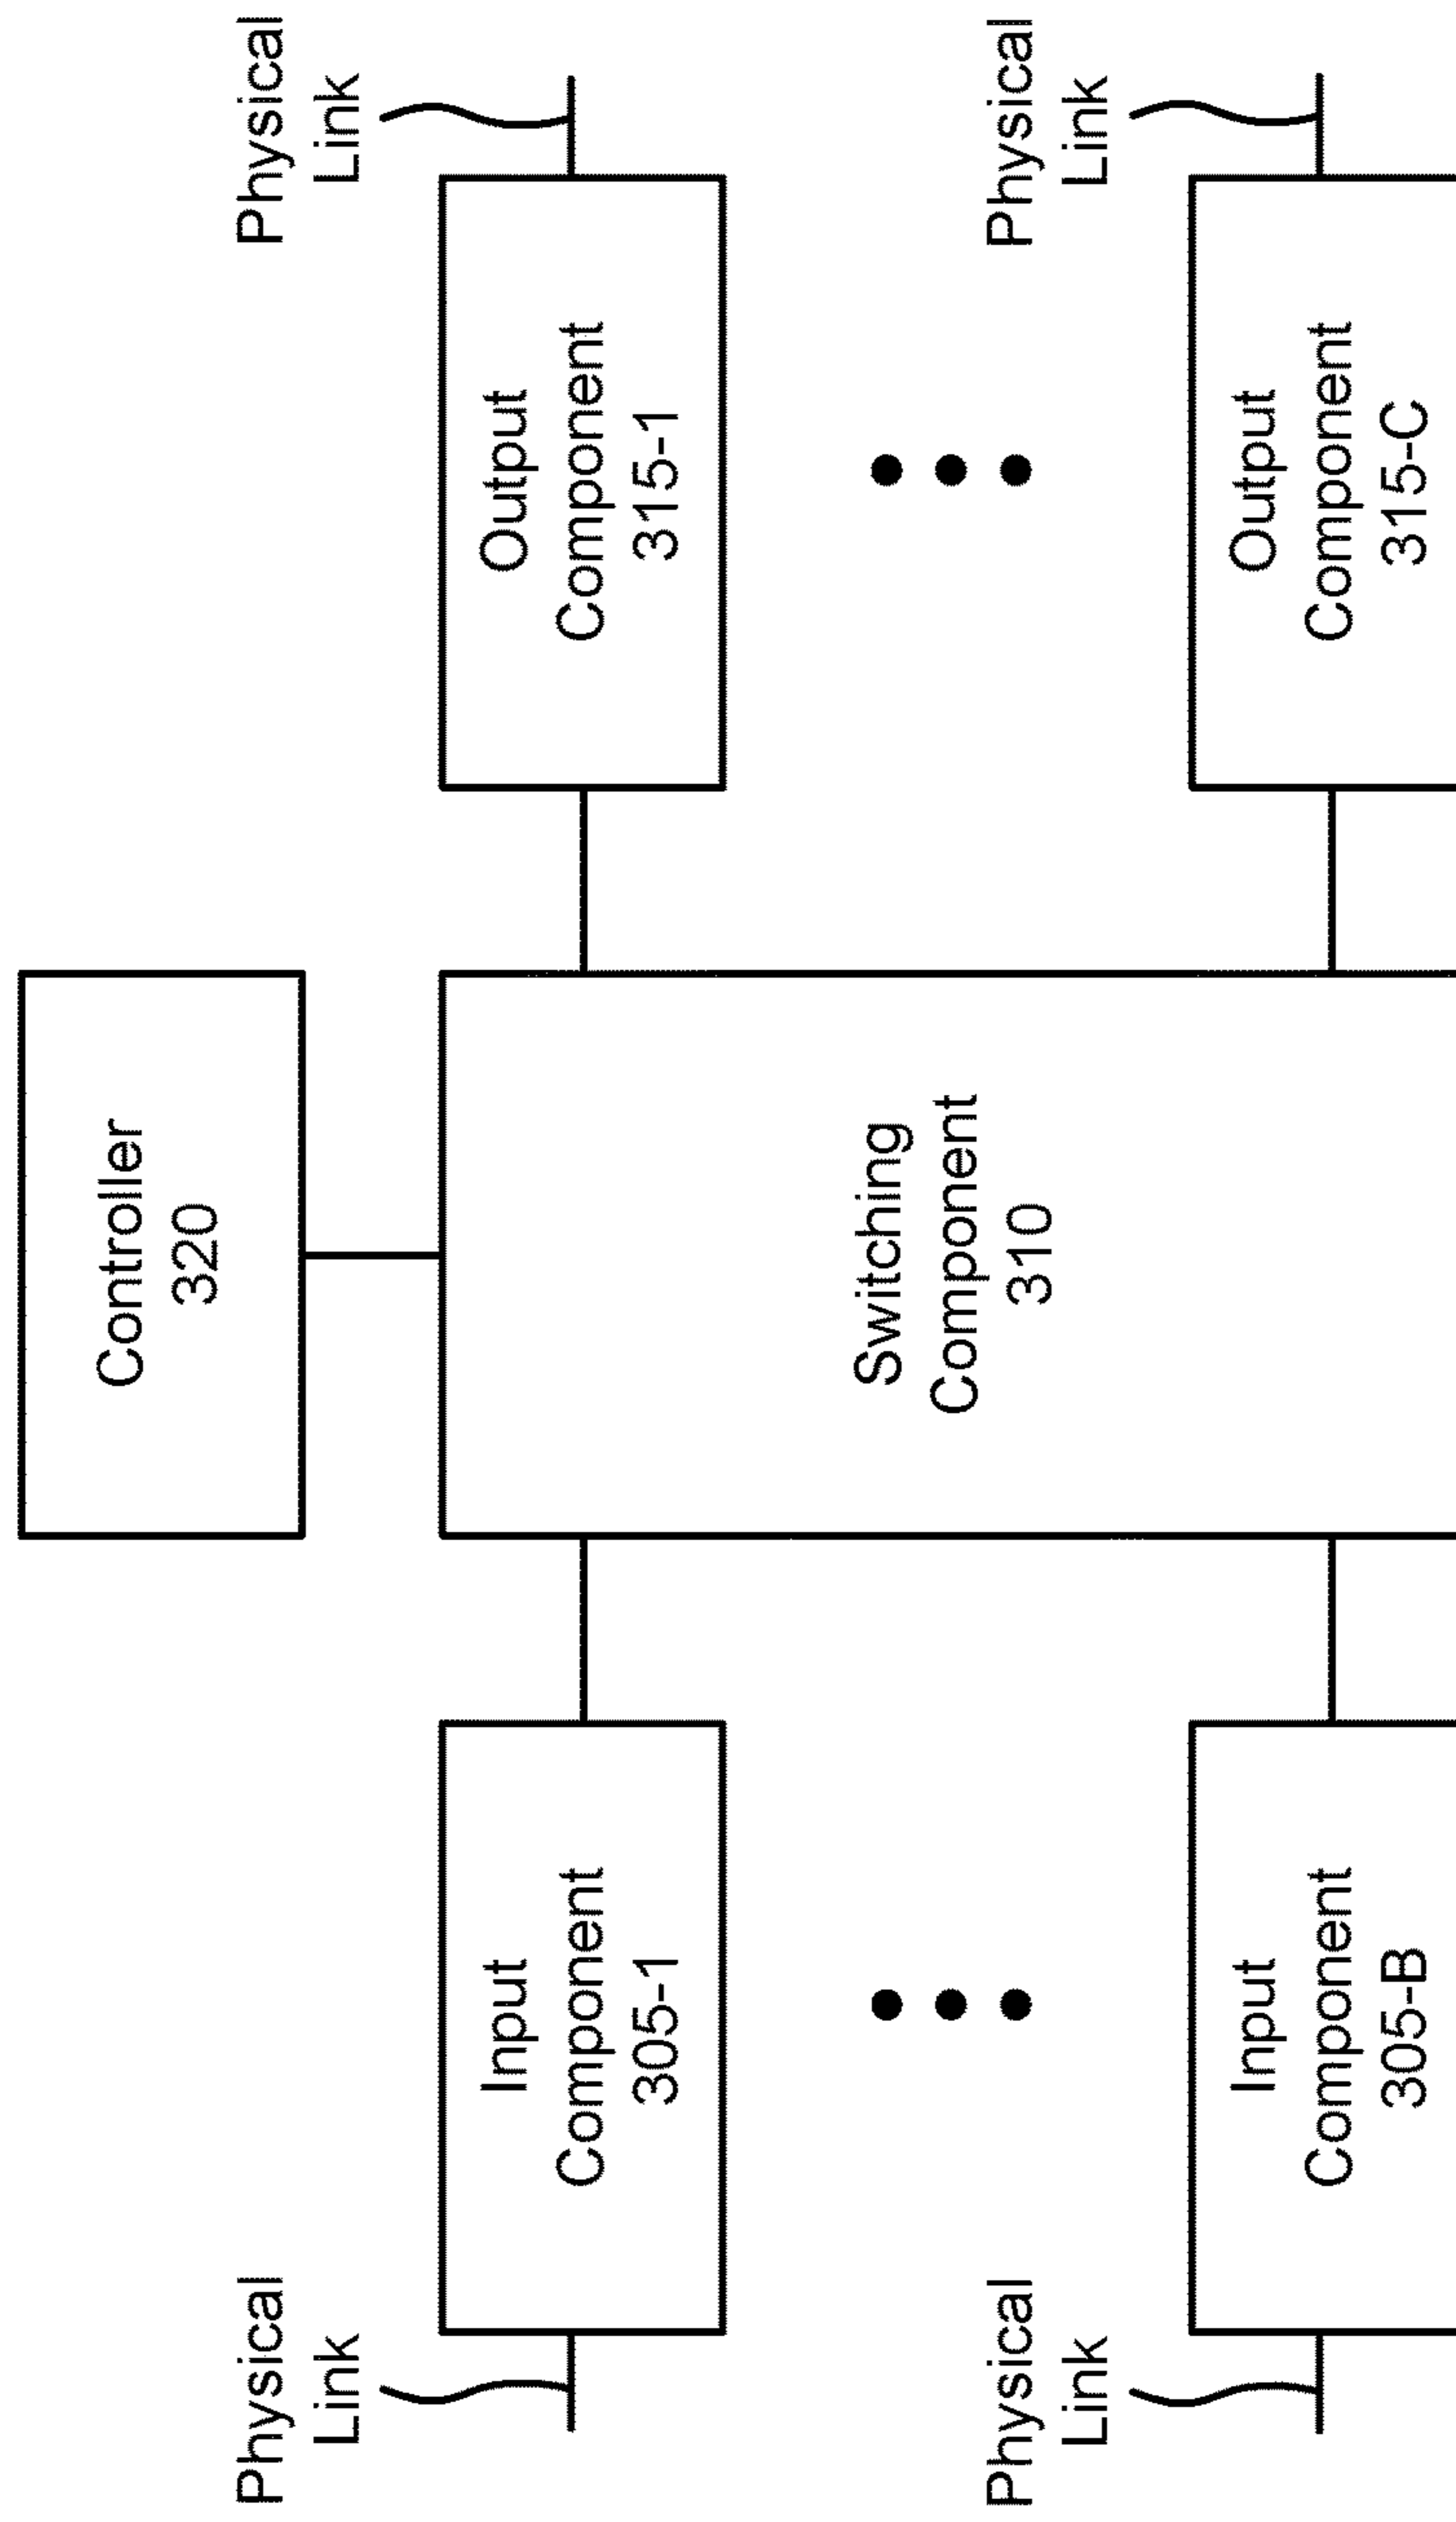 Controller
320
Physical
Link
Input
Component
305-1
Switching
Component
310
Output
Component
315-1
Physical
Link
Physical
Link
Input
Component
305-B
Output
Component
315-C
Physical
Link